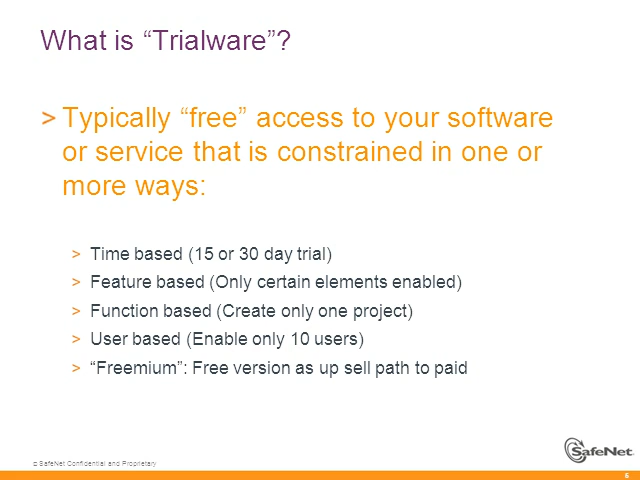 What is “Trialware”?
> Typically “free” access to your software
or service that is constrained in one or
more ways:
> Time based (15 or 30 day trial)
> Feature based (Only certain elements enabled)
> Function based (Create only one project)
> User based (Enable only 10 users)
> “Freemium”: Free version as up sell path to paid
SafeNet Confidential and Proprietary
SafeNet
6